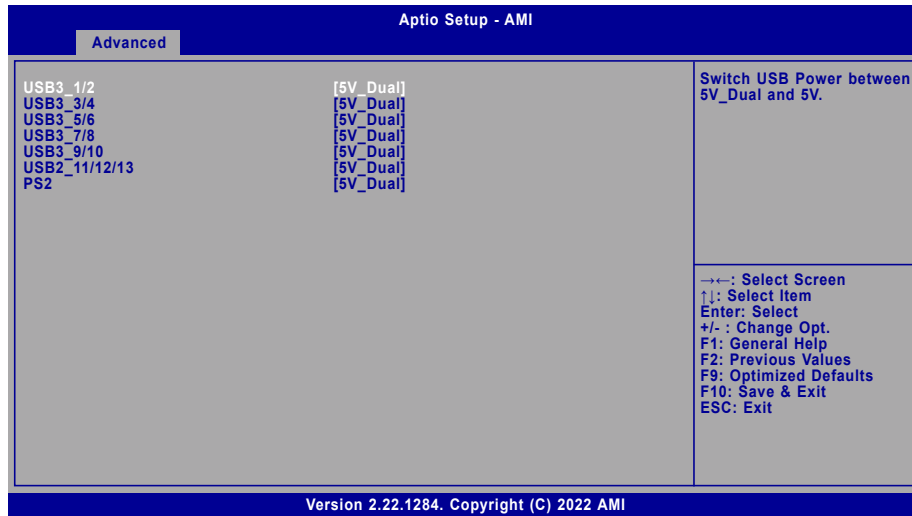 Aptio Setup - AMI
Advanced
USB3_1/2 [5V_Dual]
USB3_3/4 [5V_Dual]
USB3_5/6 [5V_Dual]
USB3_7/8 [5V_Dual]
USB3_9/10 [5V_Dual]
USB2_11/12/13 [5V_Dual]
PS2 [5V_Dual]
Switch USB Power between
5V_Dual and 5V.
→←: Select Screen
↑↓: Select Item
Enter: Select
+/- : Change Opt.
F1: General Help
F2: Previous Values
F9: Optimized Defaults
F10: Save & Exit
ESC: Exit
Version 2.22.1284. Copyright (C) 2022 AMI